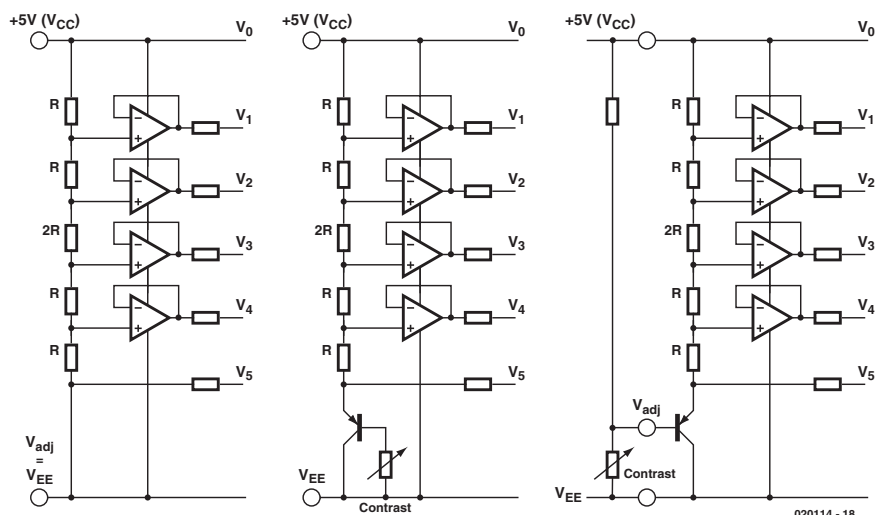 +5V (VCC)
V0
R
V1
R
V2
2R
V3
R
V4
R
V5
Vadj
=
VEE
+5V (VCC)
V0
R
V1
R
V2
2R
V3
R
V4
R
V5
VEE
Contrast
+5V (VCC)
V0
R
V1
R
V2
2R
V3
R
V4
R
V5
Vadj
Contrast
VEE
020114 - 18